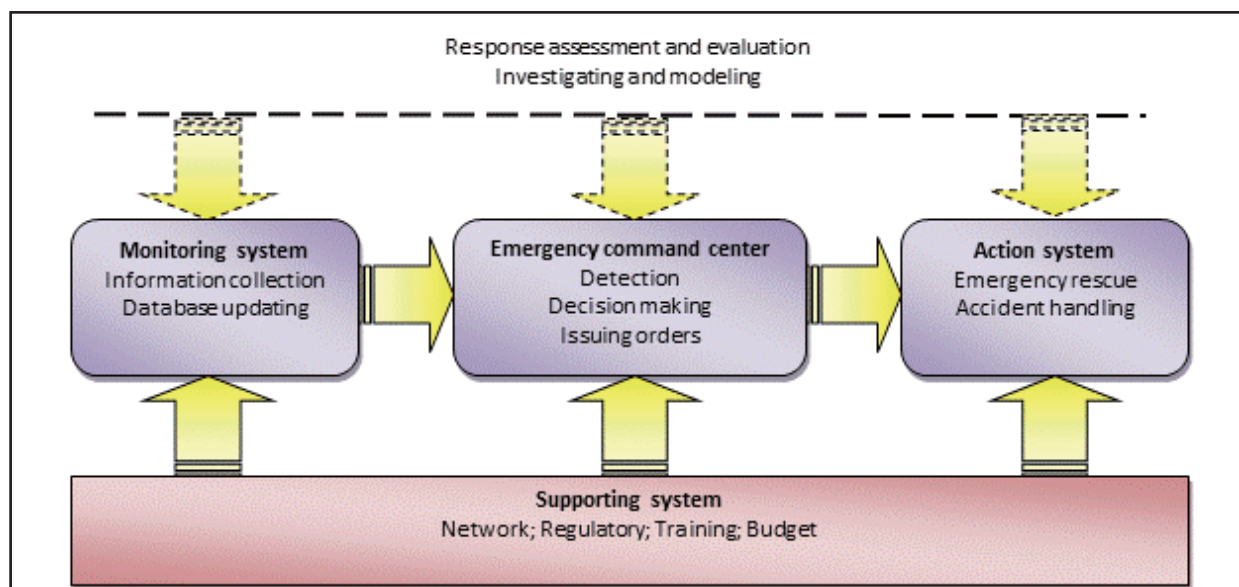 Response assessment and evaluation
Investigating and modeling
Monitoring system
Information collection
Database updating
Emergency command center
Detection
Decision making
Issuing orders
Action system
Emergency rescue
Accident handling
Supporting system
Network; Regulatory; Training; Budget